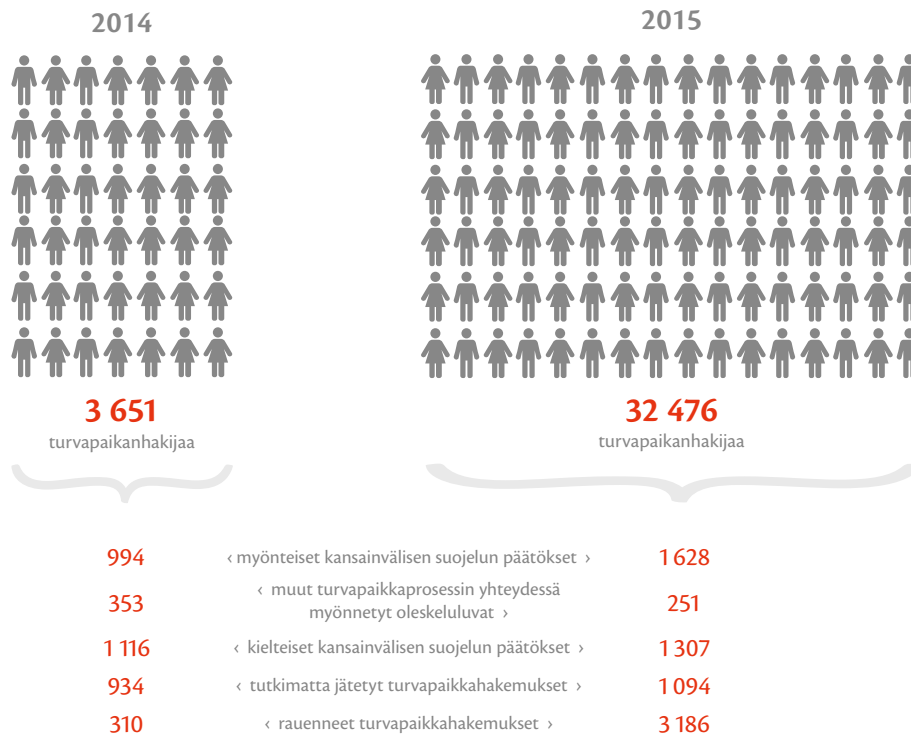 2014
2015
3 651
32 476
turvapaikanhakijaa
turvapaikanhakijaa
994 ‹ myönteiset kansainvälisen suojelun päätökset › 1 628
‹ muut turvapaikkaprosessin yhteydessä
353 myönnetyt oleskeluluvat › 251
1 116 ‹ kielteiset kansainvälisen suojelun päätökset › 1 307
934 ‹ tutkimatta jätetyt turvapaikkahakemukset › 1 094
310 ‹ rauenneet turvapaikkahakemukset › 3 186